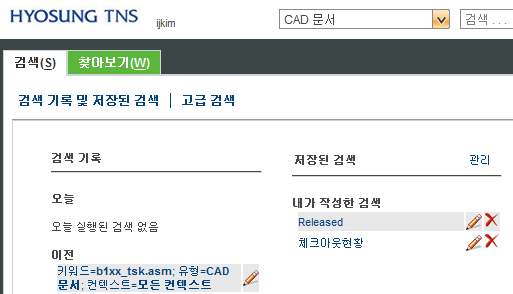 HYOSUNG TNS
ijkim
CAD 문서
검색 ...
검색(S)
찾아보기(W)
검색 기록 및 저장된 검색 | 고급 검색
검색 기록
오늘
오늘 실행된 검색 없음
이전
키워드=b1xx_tsk.asm; 유형=CAD
문서; 컨텍스트=모든 컨텍스트
저장된 검색
관리
내가 작성한 검색
Released
체크아웃현황